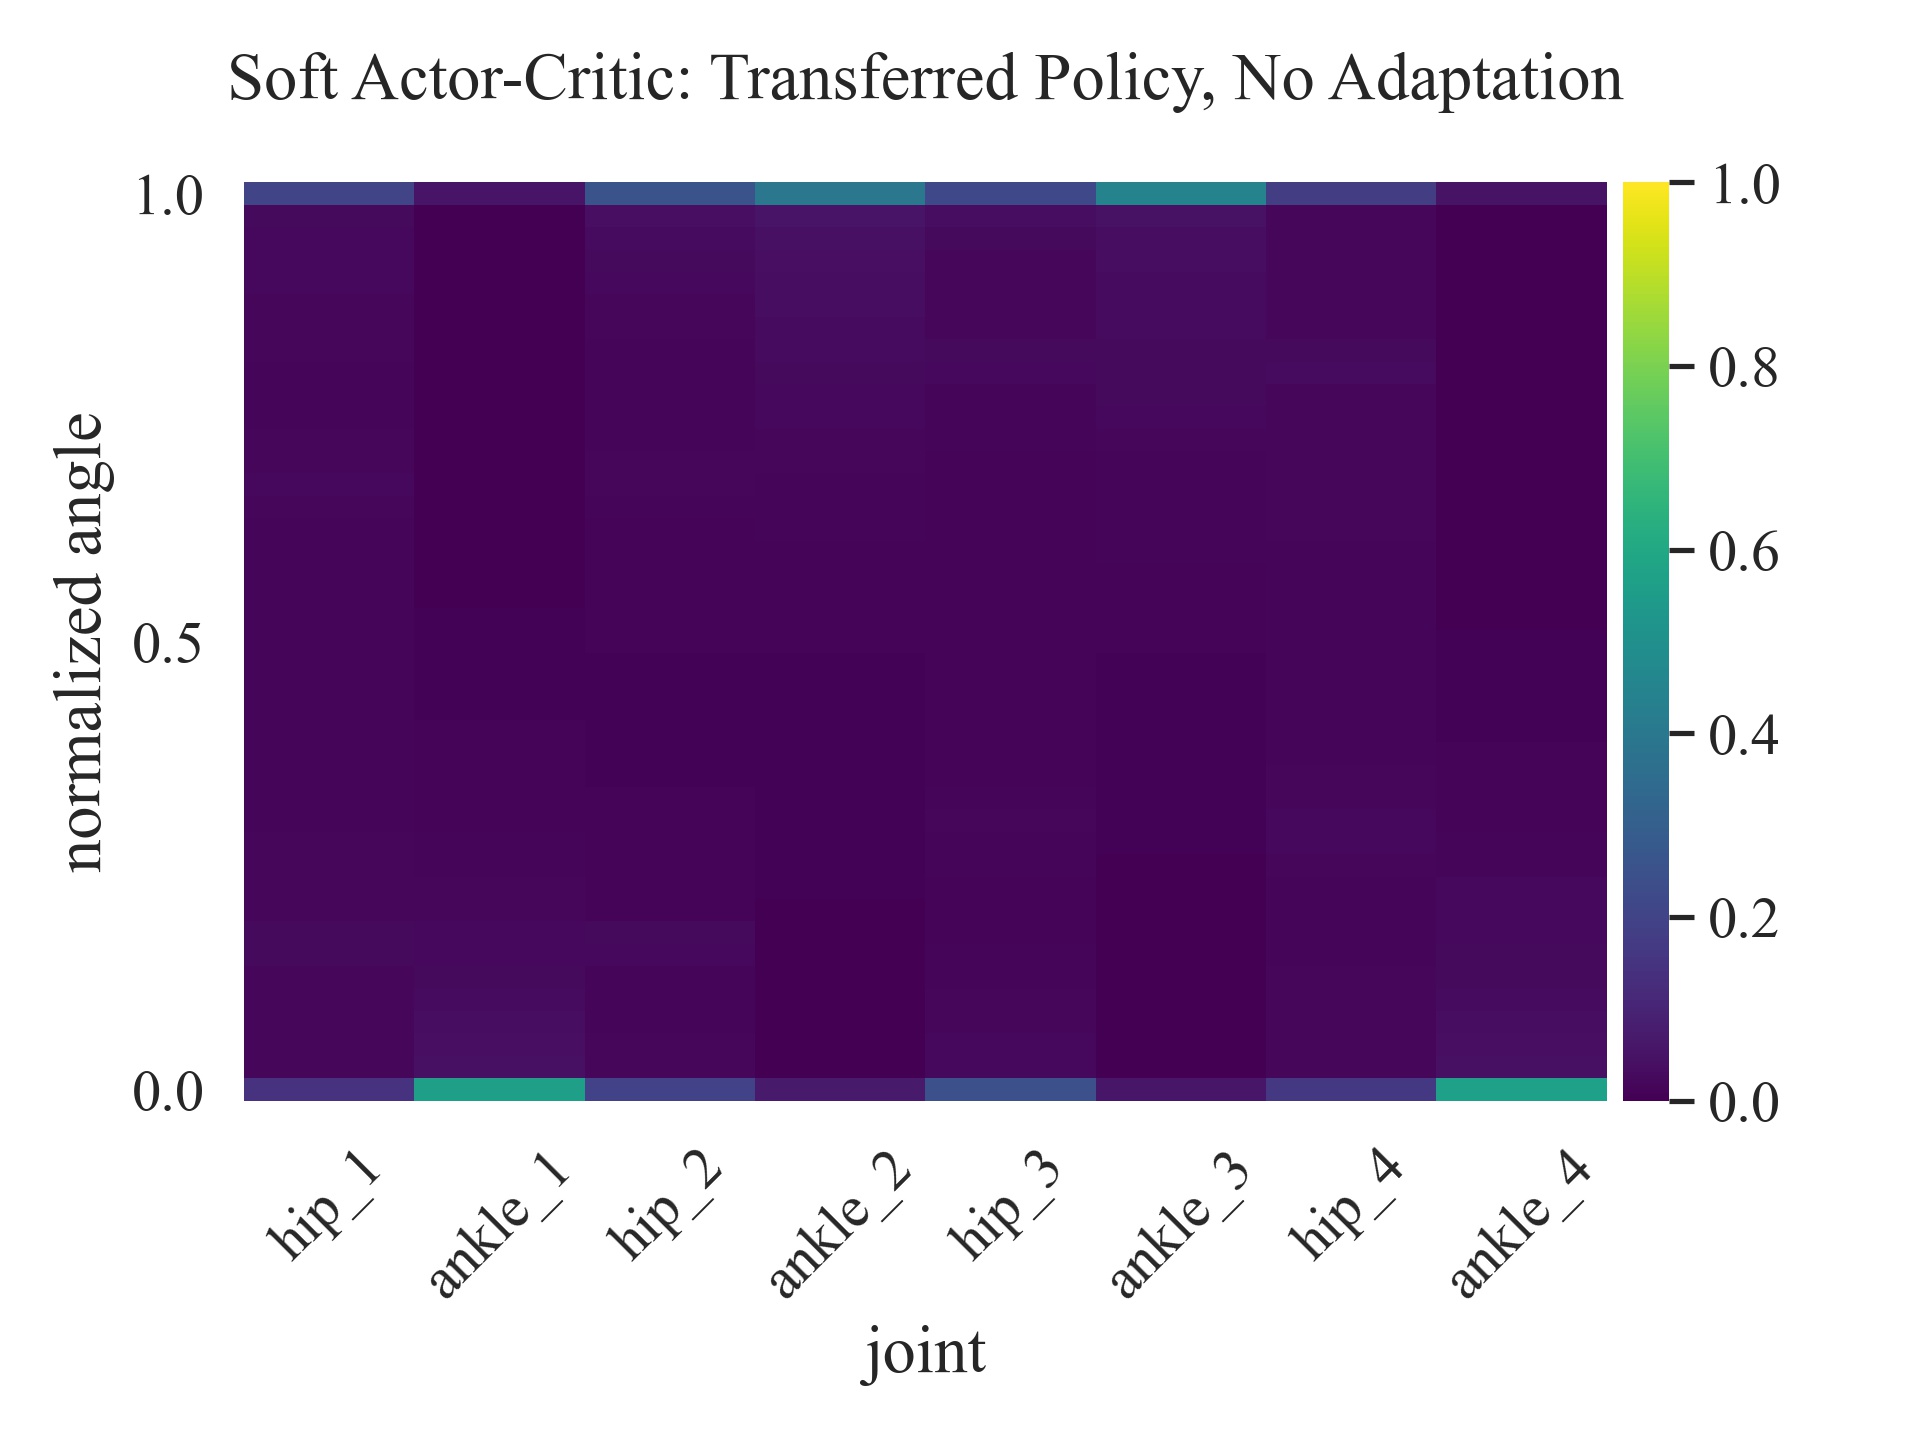 Soft Actor-Critic: Transferred Policy, No Adaptation
normalized angle
1.0
0.5
0.0
1.0
0.8
0.6
0.4
0.2
0.0
hip_1
ankle_1
hip_2
ankle_2
hip_3
ankle_3
hip_4
ankle_4
joint